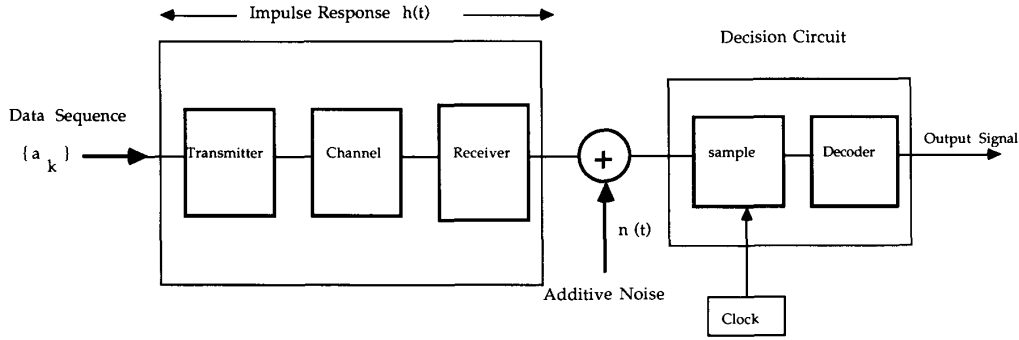 Impulse Response h(t)
Decision Circuit
Data Sequence
{ a k }
Transmitter
Channel
Receiver
+
sample
Decoder
Output Signal
n (t)
Additive Noise
Clock